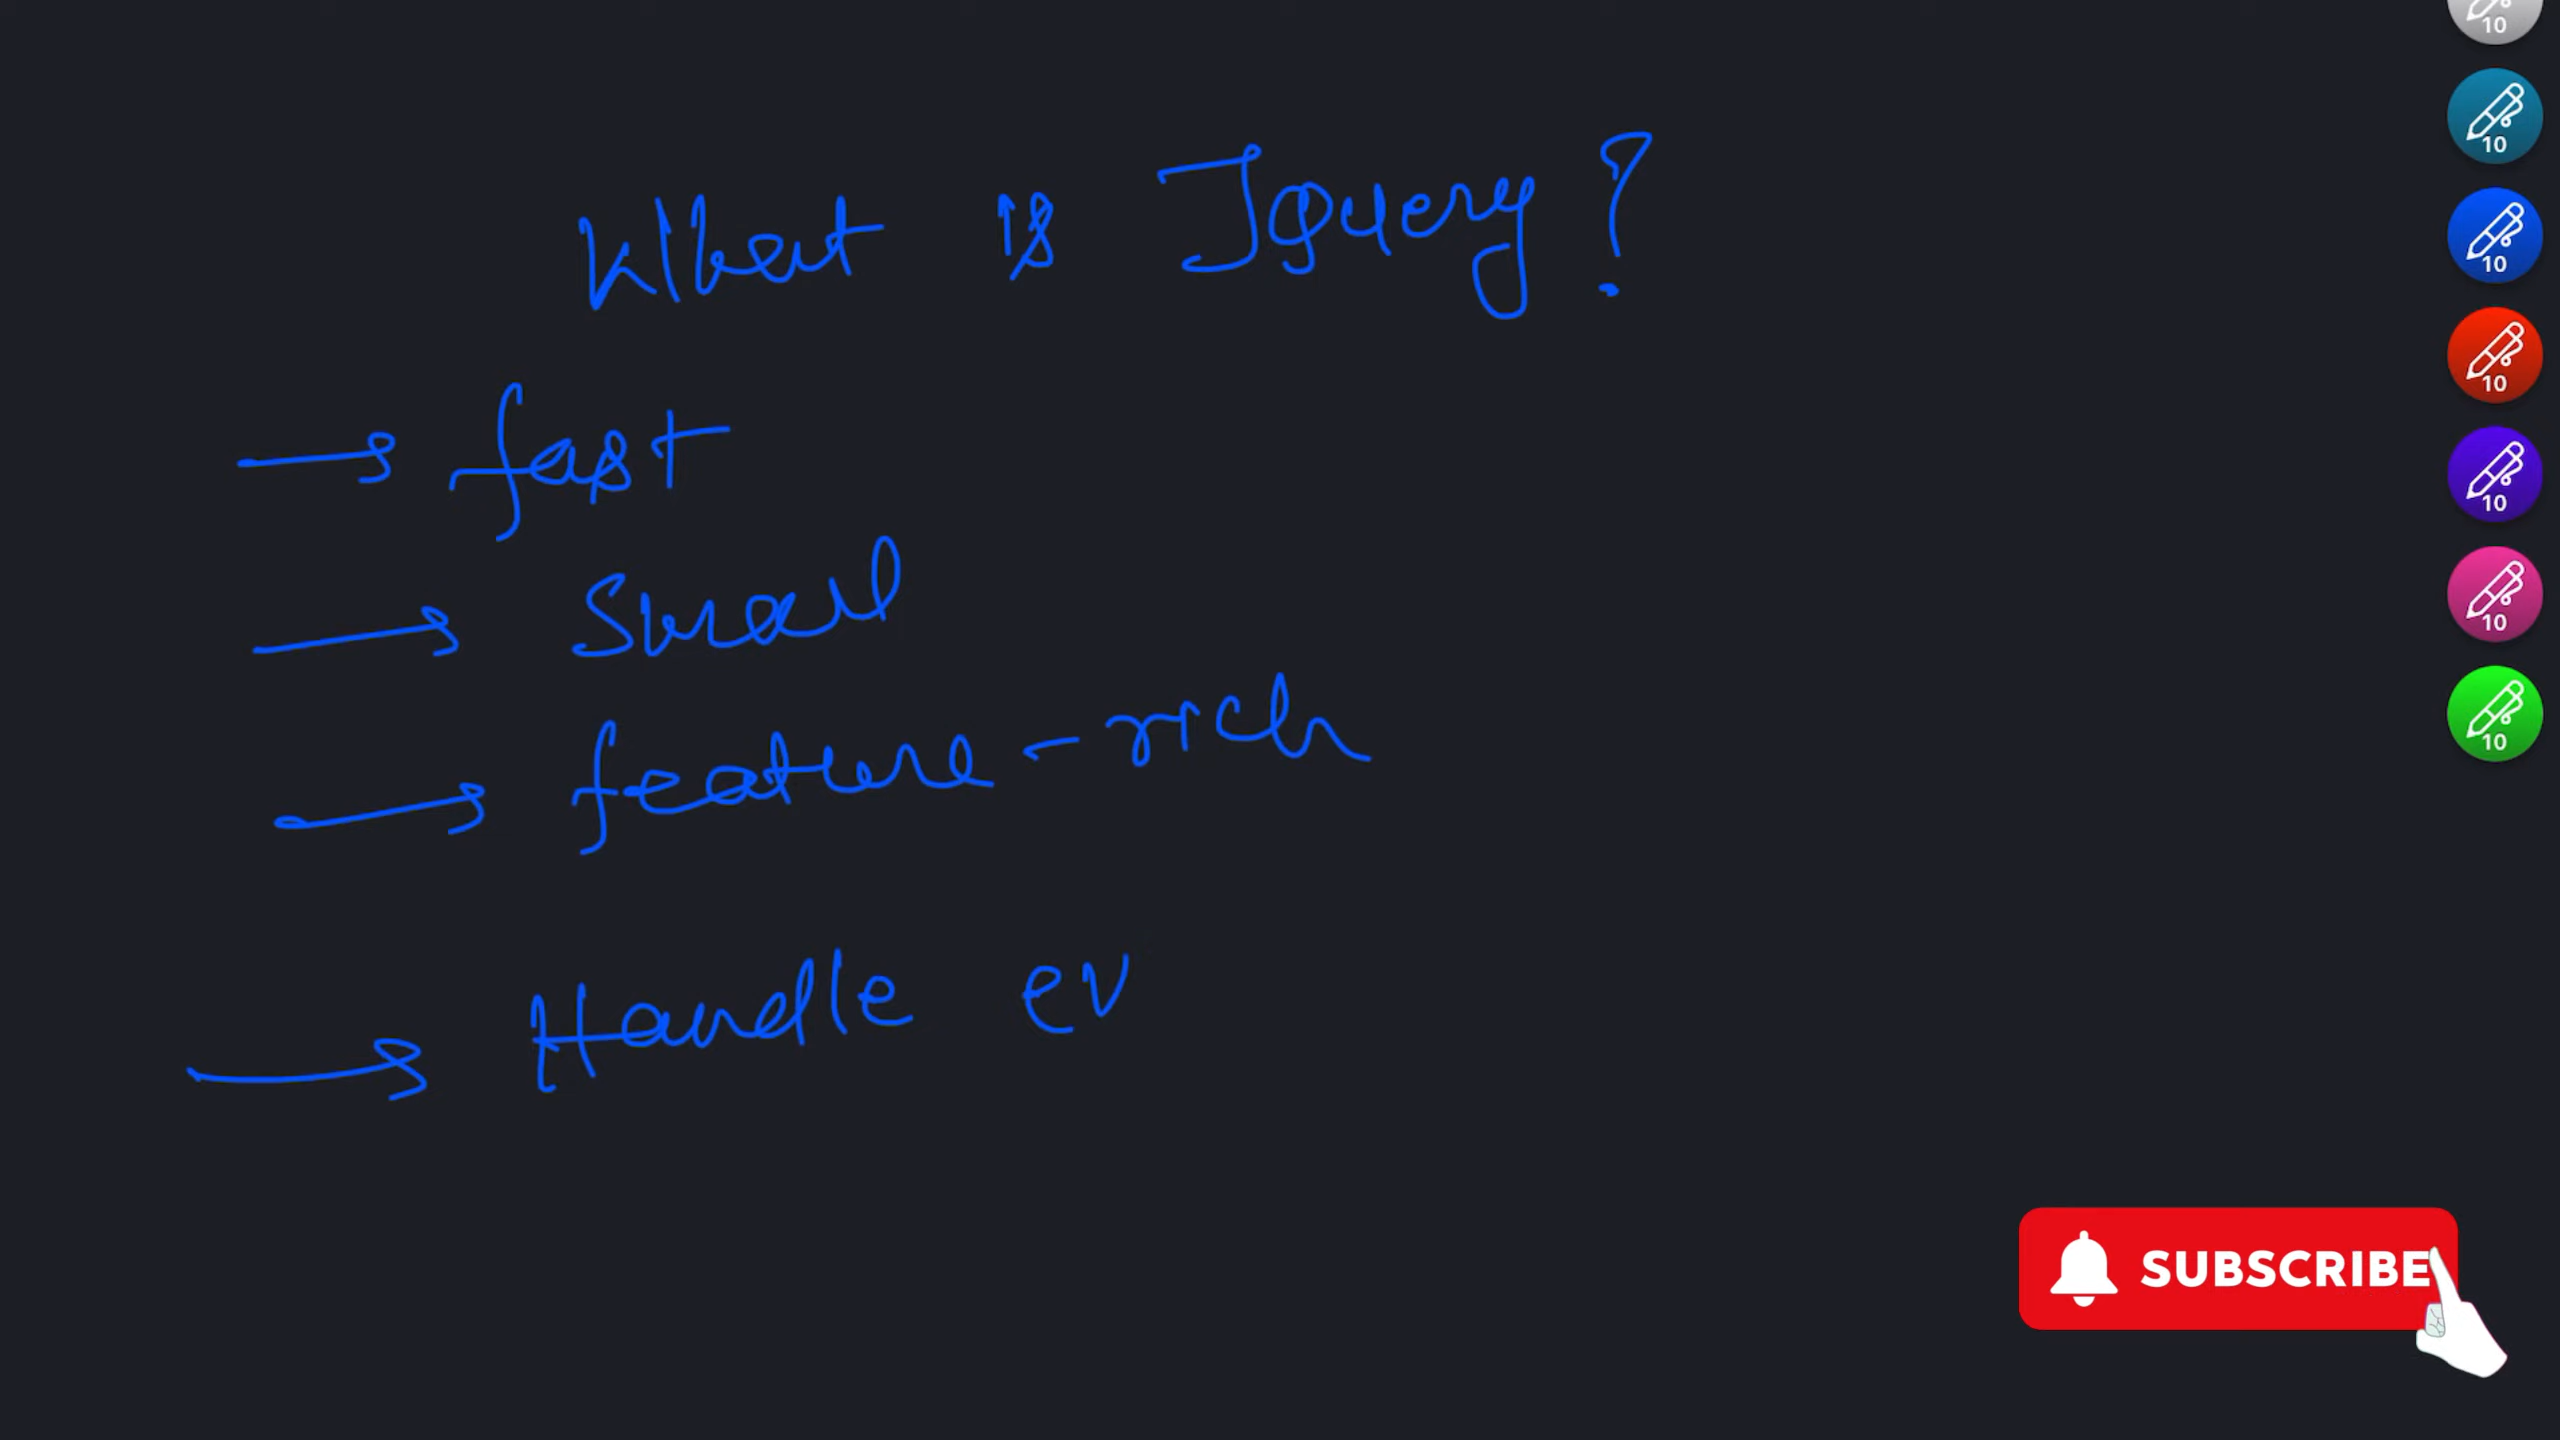 What is Jquery?
→ fast
→ Small
→ feature-rich
→ Handle ev
10
10
10
10
10
10
10
SUBSCRIBE